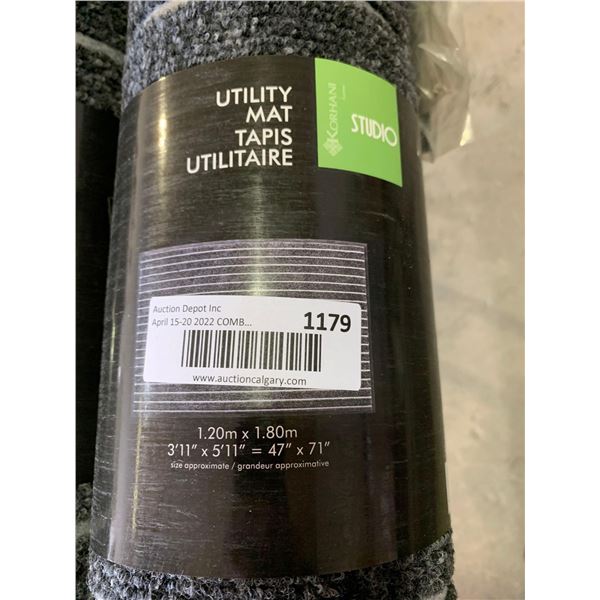 UTILITY
MAT
TAPIS
UTILITAIRE
KORHANI
STUDIO
Auction Depot Inc
April 15-20 2022 COMB...
1179
www.auctioncalgary.com
1.20m x 1.80m
3'11" x 5'11" = 47" x 71"
size approximate / grandeur approximative